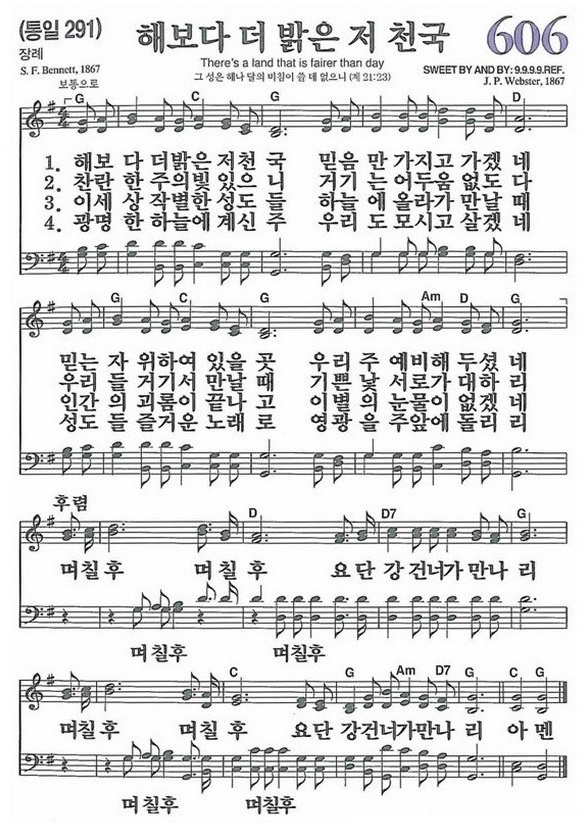 (통일 291)
해보다 더 밝은 저 천국
606
장례
There's a land that is fairer than day
S. F. Bennett, 1867
그 성은 해나 달의 비침이 쓸 데 없으니 (계 21:23)
SWEET BY AND BY: 9.9.9.9.REF.
J. P. Webster, 1867
보통으로
G C G D
1. 해보 다 더밝은 저천 국 믿음 만 가지고 가겠 네
2. 찬란 한 주의빛 있으 니 거기 는 어두움 없도 다
3. 이세 상 작별한 성도 들 하늘 에 올라가 만날 때
4. 광명 한 하늘에 계신 주 우리 도 모시고 살겠 네
G C G Am D G
믿는 자 위하여 있을 곳 우리 주 예비해 두셨 네
우리 들 거기서 만날 때 기쁜 낯 서로가 대하 리
인간 의 괴롬이 끝나 고 이별 의 눈물이 없겠 네
성도 들 즐거운 노래 로 영광 을 주앞에 돌리 리
후렴
D D7 G
며칠 후 며 칠 후 요 단 강 건너가 만나 리
며 칠후 며칠후
C G Am D7 G C G
며칠 후 며칠 후 요단 강건너가만나 리 아 멘
며 칠후 며칠후